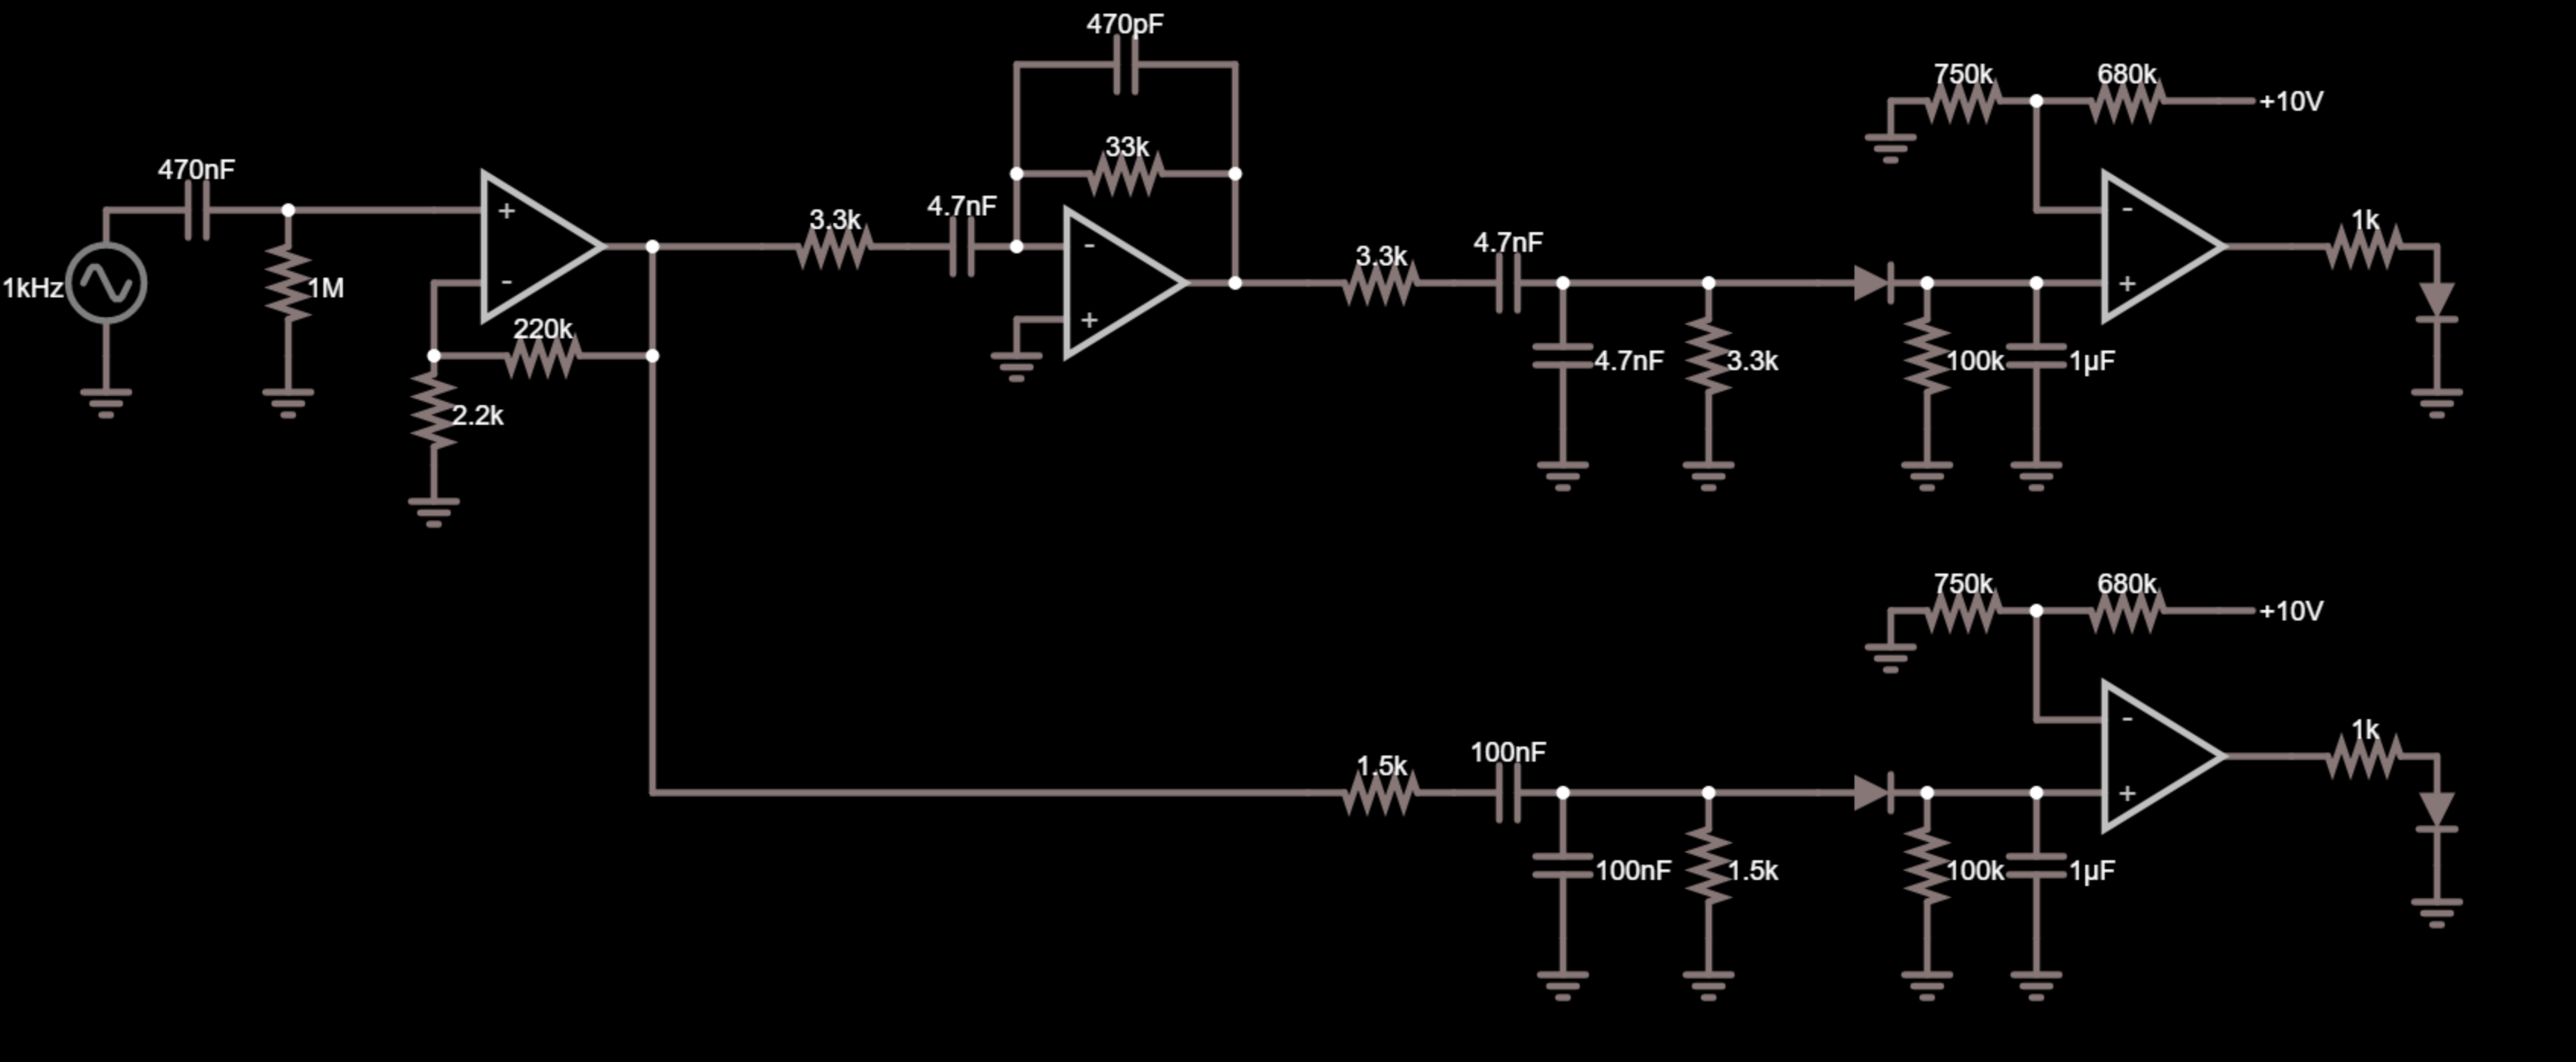 470pF
750k
680k
+10V
33k
470nF
4.7nF
3.3k
1k
+
-
-
4.7nF
3.3k
1kHz
1M
-
+
+
220k
4.7nF
3.3k
100k
1µF
2.2k
750k
680k
+10V
-
1k
100nF
1.5k
+
100nF
1.5k
100k
1µF